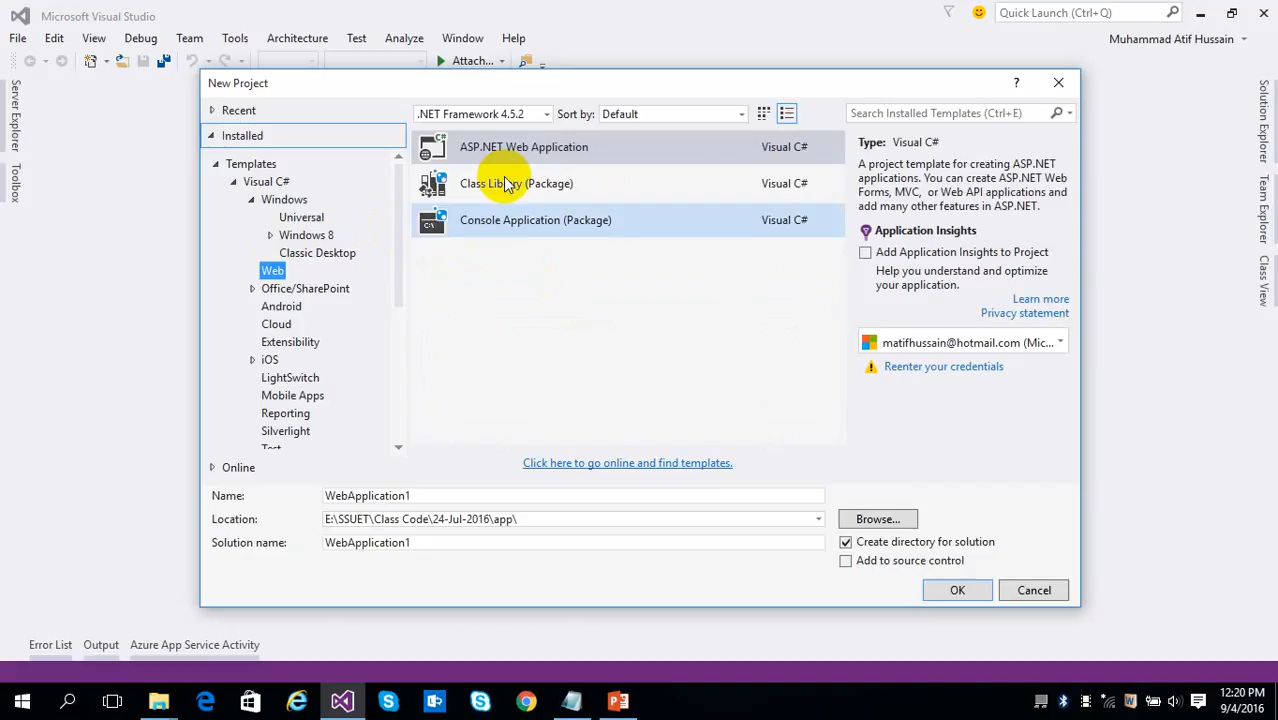 Microsoft Visual Studio
Quick Launch (Ctrl+Q)
File Edit View Debug Team Tools Architecture Test Analyze Window Help
Muhammad Atif Hussain
Attach...
Server Explorer
Toolbox
Solution Explorer
Team Explorer
Class View
New Project
?
Recent
.NET Framework 4.5.2 Sort by: Default
Search Installed Templates (Ctrl+E)
Installed
Templates
Visual C#
Windows
Universal
Windows 8
Classic Desktop
Web
Office/SharePoint
Android
Cloud
Extensibility
iOS
LightSwitch
Mobile Apps
Reporting
Silverlight
Test
Online
C#
ASP.NET Web Application Visual C#
Class Library (Package) Visual C#
C:\ Console Application (Package) Visual C#
Click here to go online and find templates.
Type: Visual C#
A project template for creating ASP.NET
applications. You can create ASP.NET Web
Forms, MVC, or Web API applications and
add many other features in ASP.NET.
Application Insights
Add Application Insights to Project
Help you understand and optimize
your application.
Learn more
Privacy statement
matifhussain@hotmail.com (Mic...
Reenter your credentials
Name: WebApplication1
Location: E:\SSUET\Class Code\24-Jul-2016\app\
Browse...
Solution name: WebApplication1
Create directory for solution
Add to source control
OK Cancel
Error List Output Azure App Service Activity
12:20 PM
9/4/2016